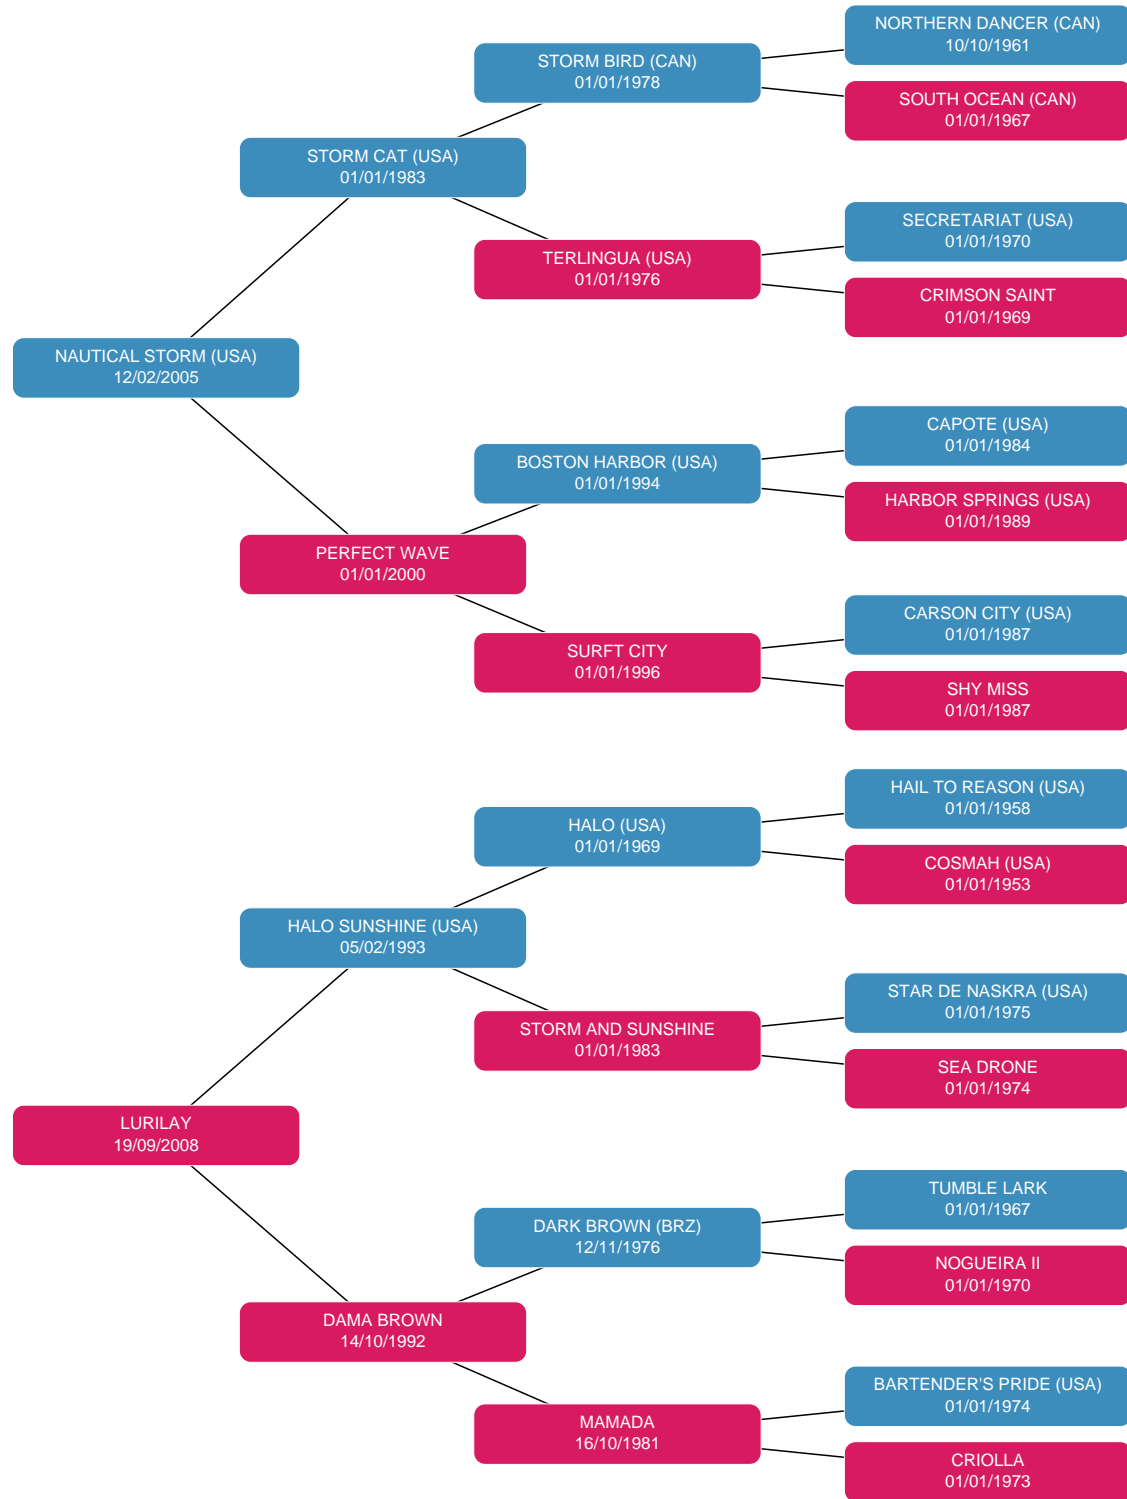 NORTHERN DANCER (CAN)
10/10/1961
STORM BIRD (CAN)
01/01/1978
SOUTH OCEAN (CAN)
01/01/1967
STORM CAT (USA)
01/01/1983
SECRETARIAT (USA)
01/01/1970
TERLINGUA (USA)
01/01/1976
CRIMSON SAINT
01/01/1969
NAUTICAL STORM (USA)
12/02/2005
CAPOTE (USA)
01/01/1984
BOSTON HARBOR (USA)
01/01/1994
HARBOR SPRINGS (USA)
01/01/1989
PERFECT WAVE
01/01/2000
CARSON CITY (USA)
01/01/1987
SURFT CITY
01/01/1996
SHY MISS
01/01/1987
HAIL TO REASON (USA)
01/01/1958
HALO (USA)
01/01/1969
COSMAH (USA)
01/01/1953
HALO SUNSHINE (USA)
05/02/1993
STAR DE NASKRA (USA)
01/01/1975
STORM AND SUNSHINE
01/01/1983
SEA DRONE
01/01/1974
LURILAY
19/09/2008
TUMBLE LARK
01/01/1967
DARK BROWN (BRZ)
12/11/1976
NOGUEIRA II
01/01/1970
DAMA BROWN
14/10/1992
BARTENDER'S PRIDE (USA)
01/01/1974
MAMADA
16/10/1981
CRIOLLA
01/01/1973